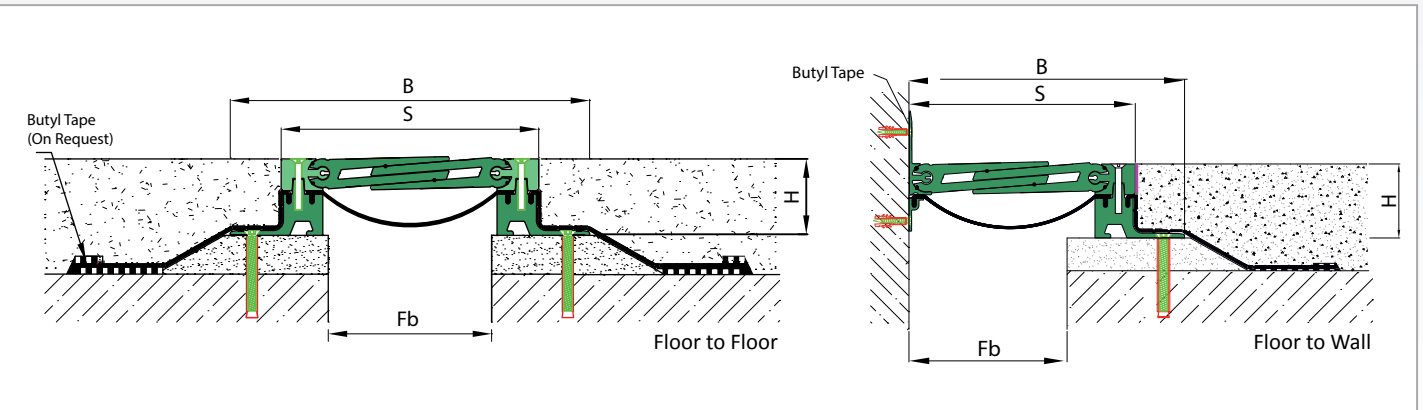 B
S
Butyl Tape
(On Request)
H
Fb
Floor to Floor
Butyl Tape
B
S
H
Fb
Floor to Wall